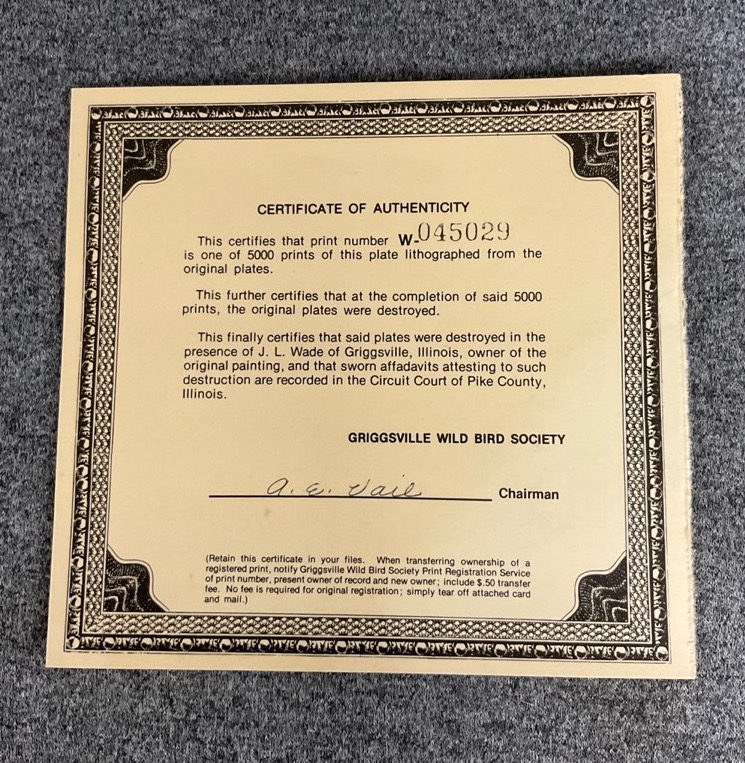 CERTIFICATE OF AUTHENTICITY
This certifies that print number W-045029
is one of 5000 prints of this plate lithographed from the
original plates.
This further certifies that at the completion of said 5000
prints, the original plates were destroyed.
This finally certifies that said plates were destroyed in the
presence of J. L. Wade of Griggsville, Illinois, owner of the
original painting, and that sworn affadavits attesting to such
destruction are recorded in the Circuit Court of Pike County,
Illinois.
GRIGGSVILLE WILD BIRD SOCIETY
a. E. Vail Chairman
(Retain this certificate in your files. When transferring ownership of a
registered print, notify Griggsville Wild Bird Society Print Registration Service
of print number, present owner of record and new owner; include $.50 transfer
fee. No fee is required for original registration; simply tear off attached card
and mail.)